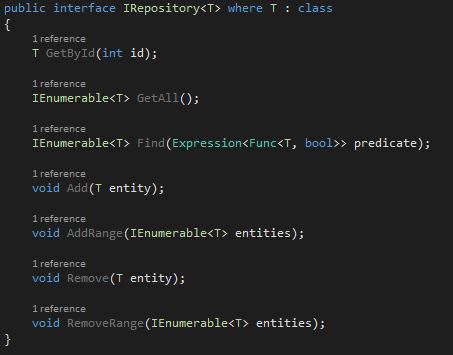 public interface IRepository<T> where T : class
{
1 reference
T GetById(int id);
1 reference
IEnumerable<T> GetAll();
1 reference
IEnumerable<T> Find(Expression<Func<T, bool>> predicate);
1 reference
void Add(T entity);
1 reference
void AddRange(IEnumerable<T> entities);
1 reference
void Remove(T entity);
1 reference
void RemoveRange(IEnumerable<T> entities);
}